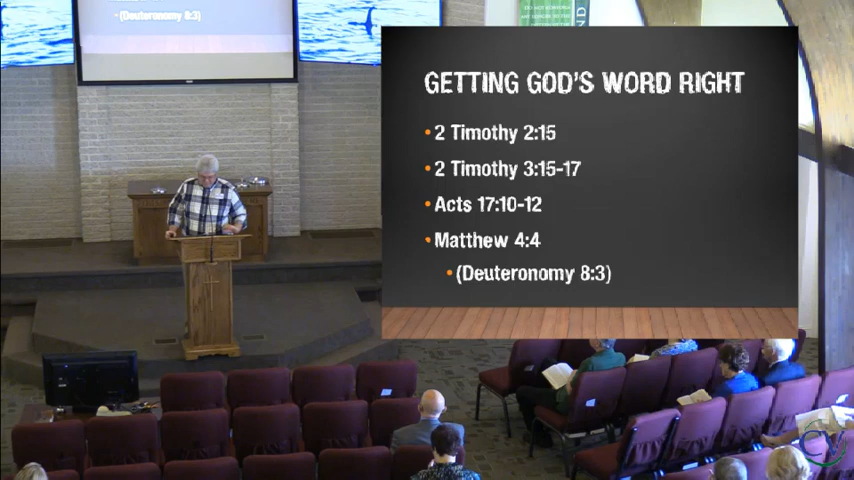 (Deuteronomy 8:3)
GETTING GOD'S WORD RIGHT
• 2 Timothy 2:15
• 2 Timothy 3:15-17
• Acts 17:10-12
• Matthew 4:4
• (Deuteronomy 8:3)
CV